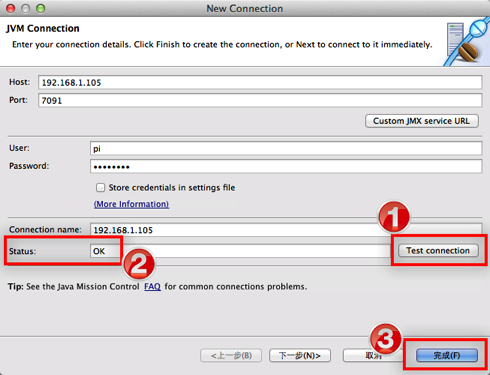 New Connection
JVM Connection
Enter your connection details. Click Finish to create the connection, or Next to connect to it immediately.
Host: 192.168.1.105
Port: 7091
Custom JMX service URL
User: pi
Password: ••••••••
Store credentials in settings file
(More Information)
1
Connection name: 192.168.1.105
Status: OK Test connection
2
Tip: See the Java Mission Control FAQ for common connections problems.
3
<上一步(B) 下一步(N)> 取消 完成(F)